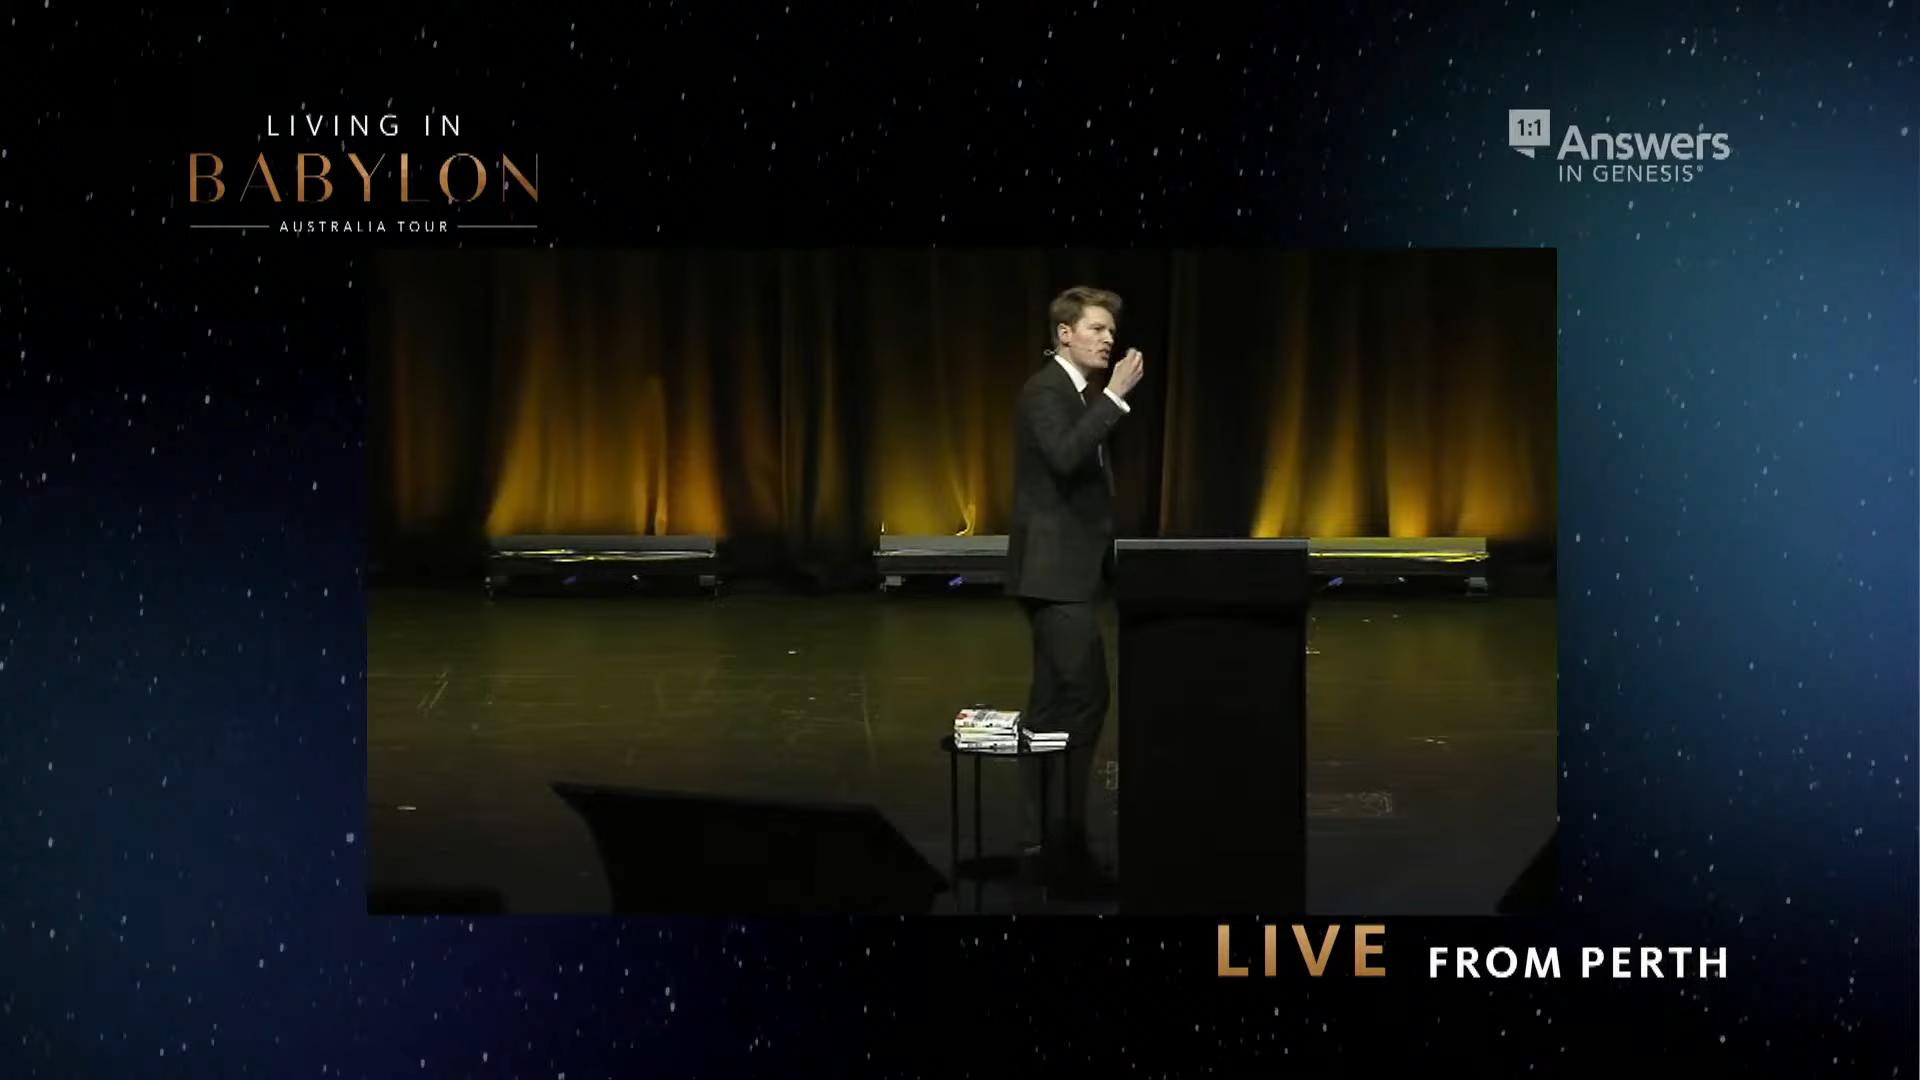 LIVING IN
BABYLON
AUSTRALIA TOUR
1:1
Answers
IN GENESIS®
LIVE FROM PERTH